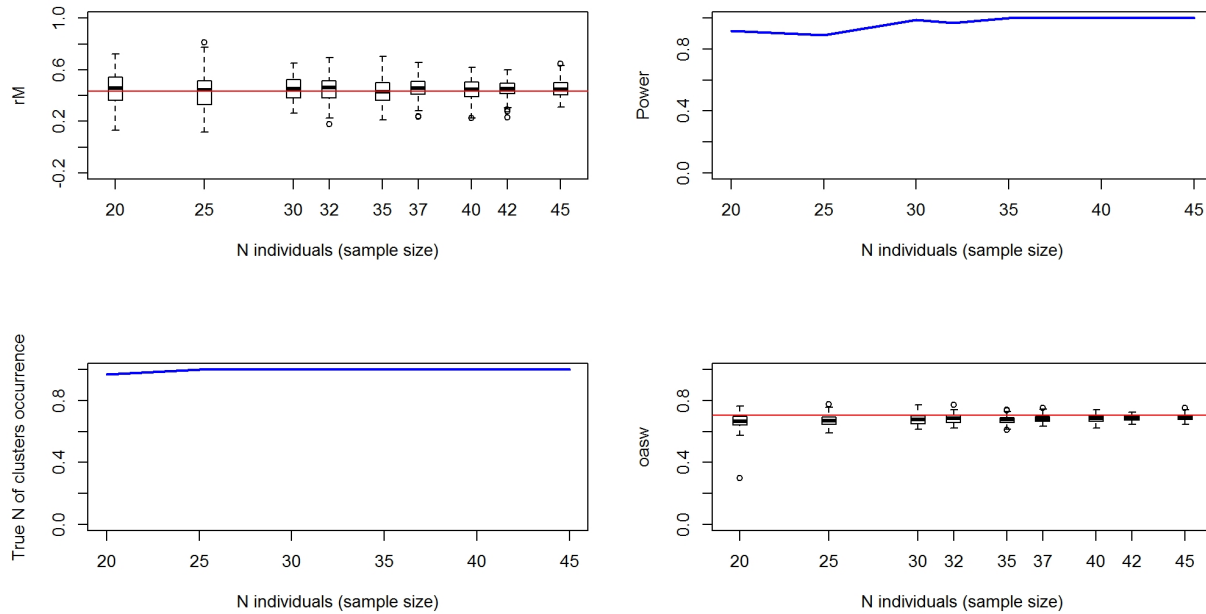 rM
-0.2 0.2 0.6 1.0
20 25 30 32 35 37 40 42 45
N individuals (sample size)
Power
0.0 0.4 0.8
20 25 30 35 40 45
N individuals (sample size)
True N of clusters occurrence
0.0 0.4 0.8
20 25 30 35 40 45
N individuals (sample size)
oasw
0.0 0.4 0.8
20 25 30 32 35 37 40 42 45
N individuals (sample size)